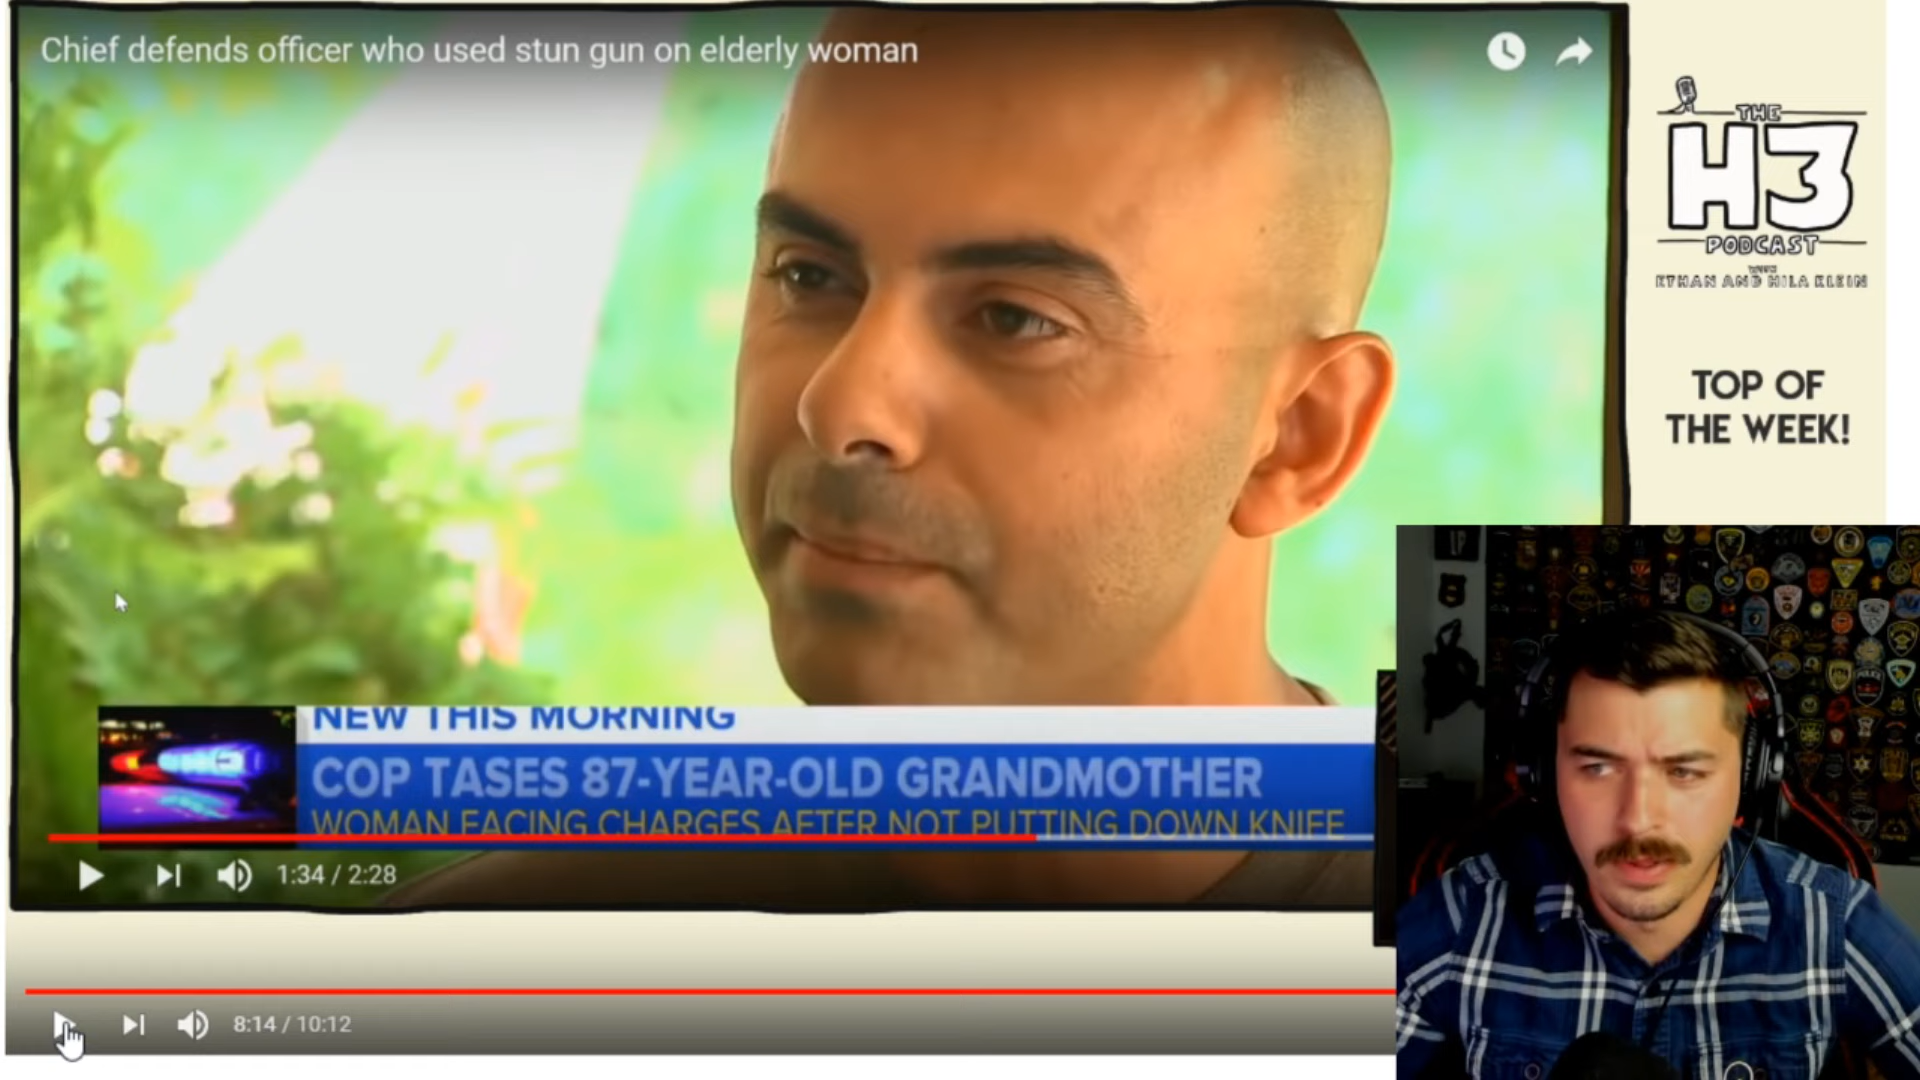 Chief defends officer who used stun gun on elderly woman
THE
H3
PODCAST
WITH
ETHAN AND HILA KLEIN
TOP OF
THE WEEK!
NEW THIS MORNING
COP TASES 87-YEAR-OLD GRANDMOTHER
WOMAN FACING CHARGES AFTER NOT PUTTING DOWN KNIFE
1:34 / 2:28
8:14 / 10:12